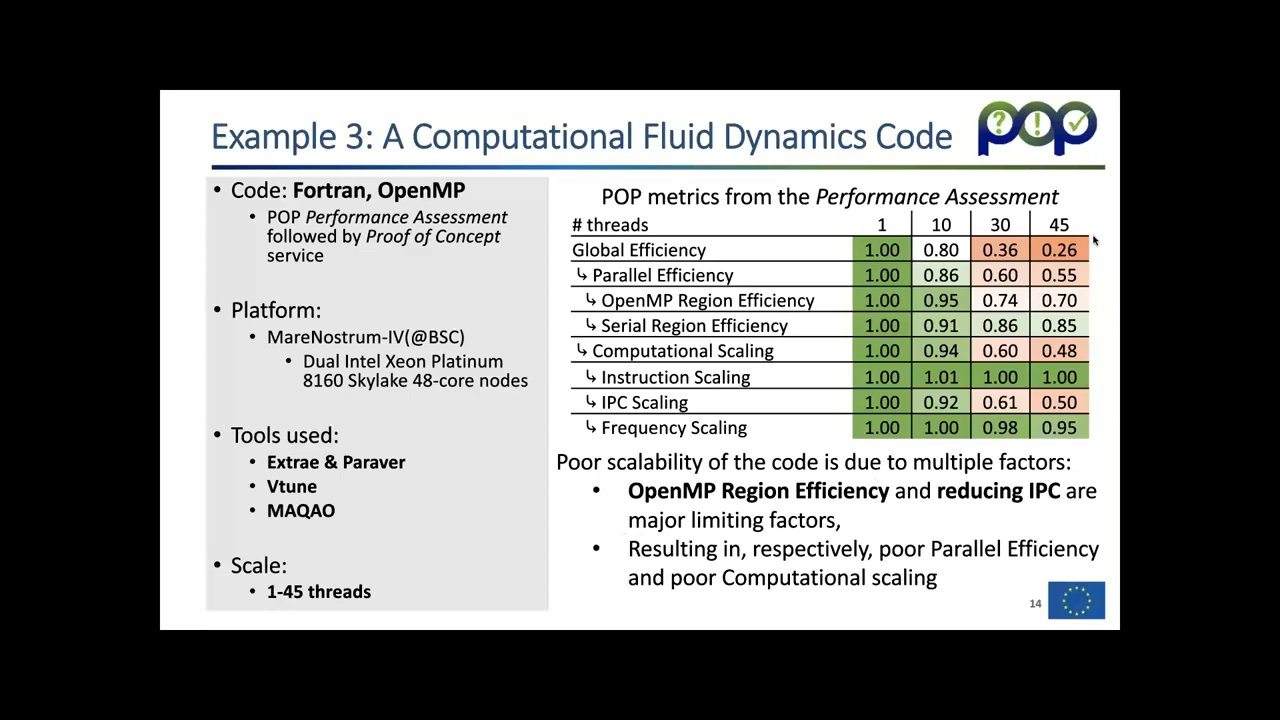 Example 3: A Computational Fluid Dynamics Code
pop
• Code: Fortran, OpenMP
• POP Performance Assessment
followed by Proof of Concept
service
• Platform:
• MareNostrum-IV(@BSC)
• Dual Intel Xeon Platinum
8160 Skylake 48-core nodes
• Tools used:
• Extrae & Paraver
• Vtune
• MAQAO
• Scale:
• 1-45 threads
POP metrics from the Performance Assessment
# threads 1 10 30 45
Global Efficiency 1.00 0.80 0.36 0.26
↳ Parallel Efficiency 1.00 0.86 0.60 0.55
↳ OpenMP Region Efficiency 1.00 0.95 0.74 0.70
↳ Serial Region Efficiency 1.00 0.91 0.86 0.85
↳ Computational Scaling 1.00 0.94 0.60 0.48
↳ Instruction Scaling 1.00 1.01 1.00 1.00
↳ IPC Scaling 1.00 0.92 0.61 0.50
↳ Frequency Scaling 1.00 1.00 0.98 0.95
Poor scalability of the code is due to multiple factors:
• OpenMP Region Efficiency and reducing IPC are
major limiting factors,
• Resulting in, respectively, poor Parallel Efficiency
and poor Computational scaling
14